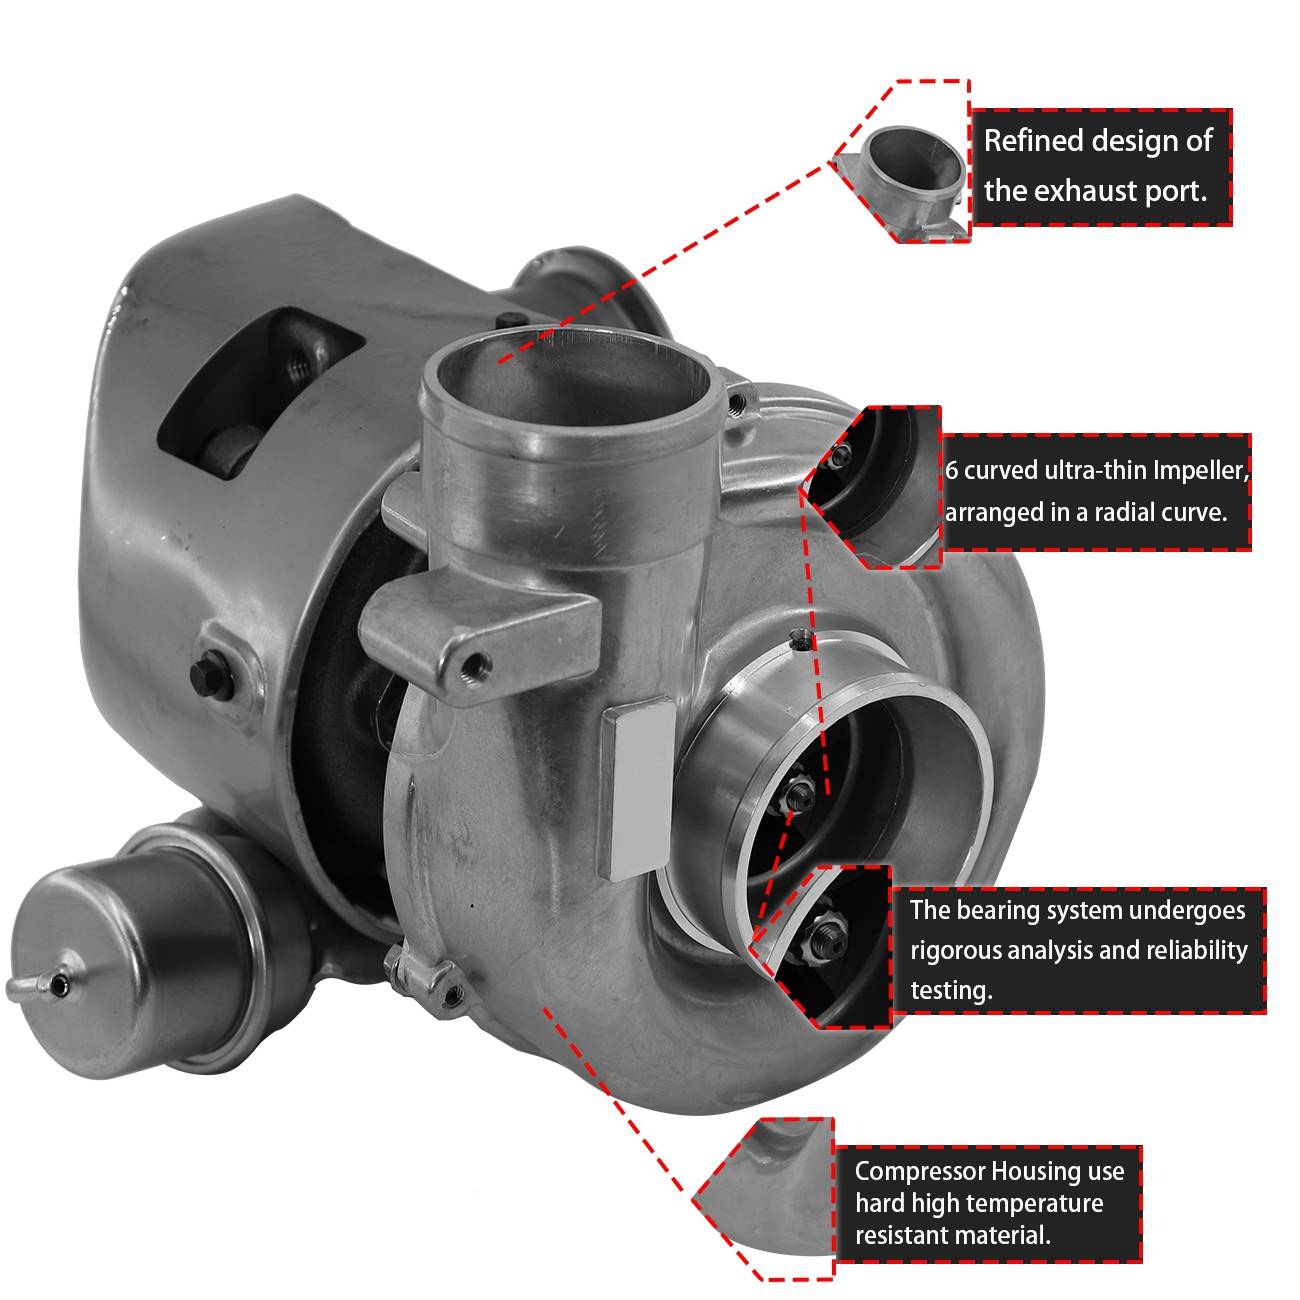 Refined design of
the exhaust port.
6 curved ultra-thin Impeller,
arranged in a radial curve.
The bearing system undergoes
rigorous analysis and reliability
testing.
Compressor Housing use
hard high temperature
resistant material.